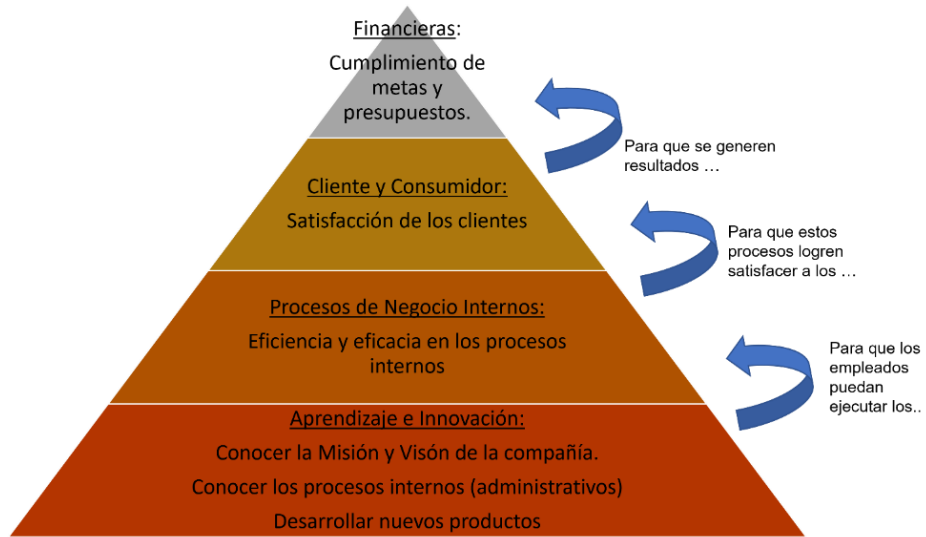 Financieras:
Cumplimiento de
metas y
presupuestos.
Para que se generen
resultados …
Cliente y Consumidor:
Satisfacción de los clientes
Para que estos
procesos logren
satisfacer a los …
Procesos de Negocio Internos:
Eficiencia y eficacia en los procesos
internos
Para que los
empleados
puedan
ejecutar los..
Aprendizaje e Innovación:
Conocer la Misión y Visón de la compañía.
Conocer los procesos internos (administrativos)
Desarrollar nuevos productos